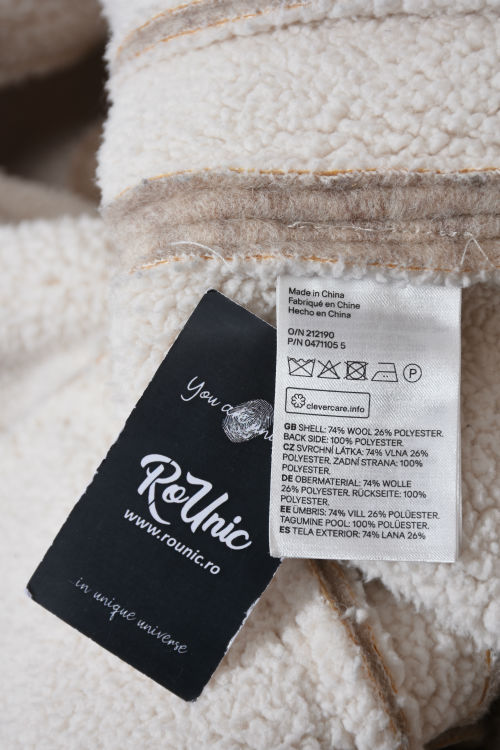 Made in China
Fabriqué en Chine
Hecho en China
O/N 212190
P/N 0471105 5
P
clevercare.info
GB SHELL: 74% WOOL 26% POLYESTER.
BACK SIDE: 100% POLYESTER.
CZ SVRCHNÍ LÁTKA: 74% VLNA 26%
POLYESTER. ZADNÍ STRANA: 100%
POLYESTER.
DE OBERMATERIAL: 74% WOLLE
26% POLYESTER. RÜCKSEITE: 100%
POLYESTER.
EE ÜMBRIS: 74% VILL 26% POLÜESTER.
TAGUMINE POOL: 100% POLÜESTER.
ES TELA EXTERIOR: 74% LANA 26%
You
RoUnic
www.rounic.ro
...in unique universe